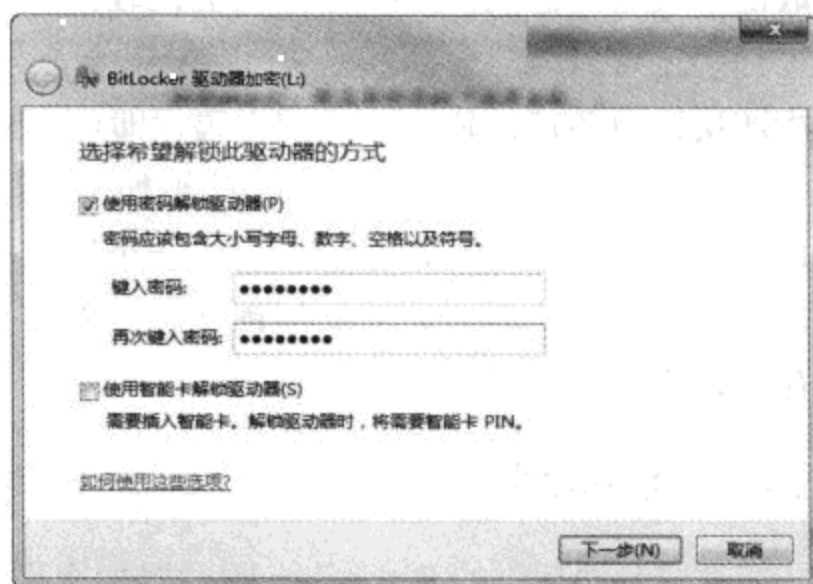 BitLocker 驱动器加密(L:)
选择希望解锁此驱动器的方式
使用密码解锁驱动器(P)
密码应该包含大小写字母、数字、空格以及符号。
键入密码: ●●●●●●●●
再次键入密码: ●●●●●●●●
使用智能卡解锁驱动器(S)
需要插入智能卡。解锁驱动器时，将需要智能卡 PIN。
如何使用这些选项?
下一步(N) 取消